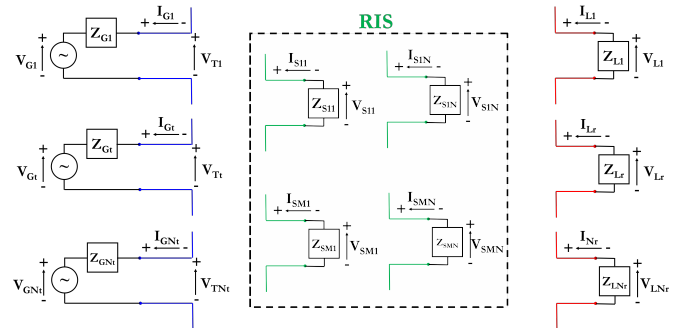 RIS
I_G1
+ -
Z_G1
V_G1
+
-
~
+
V_T1
-
I_Gt
+ -
Z_Gt
V_Gt
+
-
~
+
V_Tt
-
I_GNt
+ -
Z_GNt
V_GNt
+
-
~
+
V_TNt
-
I_S11
+ -
Z_S11
+
V_S11
-
I_S1N
+ -
Z_S1N
+
V_S1N
-
I_SM1
+ -
Z_SM1
+
V_SM1
-
I_SMN
+ -
Z_SMN
+
V_SMN
-
I_L1
+ -
Z_L1
+
V_L1
-
I_Lr
+ -
Z_Lr
+
V_Lr
-
I_Nr
+ -
Z_LNr
+
V_LNr
-